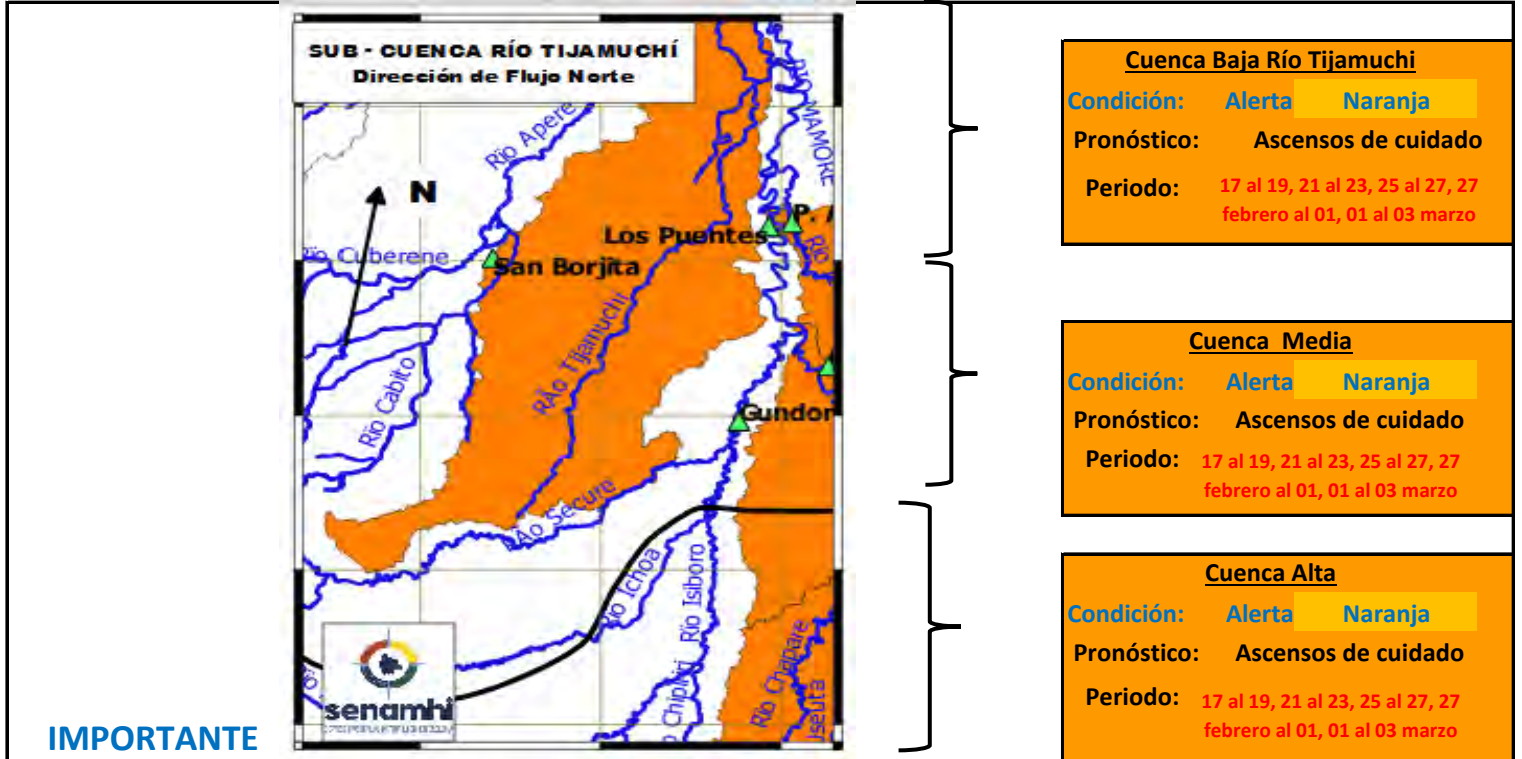 SUB - CUENCA RÍO TIJAMUCHÍ
Dirección de Flujo Norte
Río Apere
RIO MAMORE
N
P. A
Los Puentes
Río
Río Cuberene
San Borjita
RÃo Tijamuchi
Río Cabito
Gundor
RÃo Secure
Río Ichoa
Río Isiboro
Río Chapare
Chipiri
senamhi
IMPORTANTE
Cuenca Baja Río Tijamuchi
Condición: Alerta Naranja
Pronóstico: Ascensos de cuidado
Periodo: 17 al 19, 21 al 23, 25 al 27, 27
febrero al 01, 01 al 03 marzo
Cuenca Media
Condición: Alerta Naranja
Pronóstico: Ascensos de cuidado
Periodo: 17 al 19, 21 al 23, 25 al 27, 27
febrero al 01, 01 al 03 marzo
Cuenca Alta
Condición: Alerta Naranja
Pronóstico: Ascensos de cuidado
Periodo: 17 al 19, 21 al 23, 25 al 27, 27
febrero al 01, 01 al 03 marzo